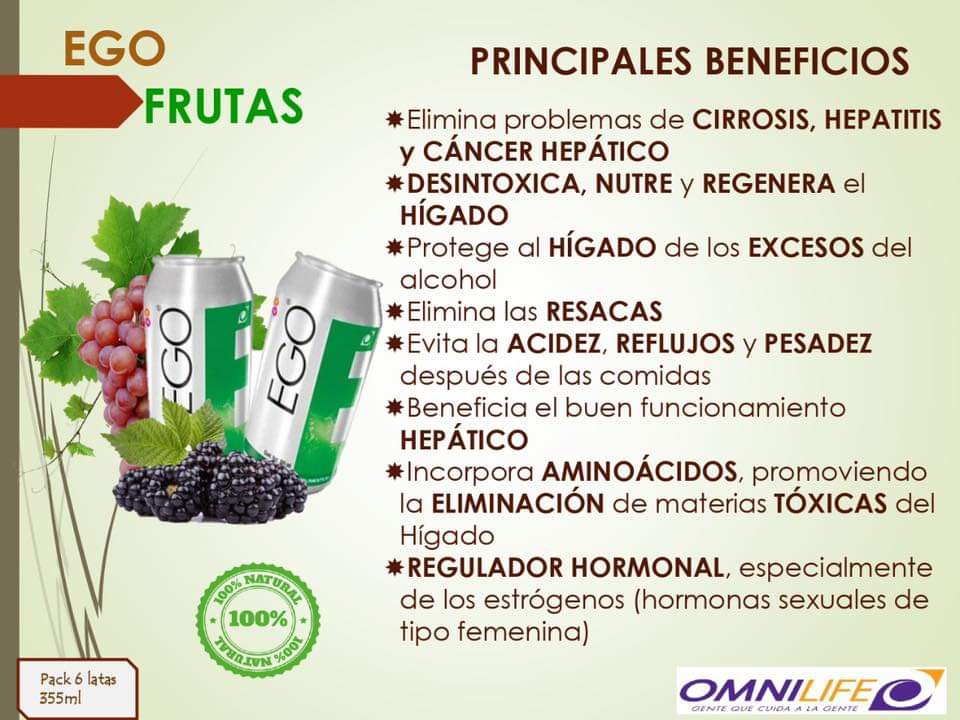 EGO
FRUTAS
PRINCIPALES BENEFICIOS
✷Elimina problemas de CIRROSIS, HEPATITIS
y CÁNCER HEPÁTICO
✷DESINTOXICA, NUTRE y REGENERA el
HÍGADO
✷Protege al HÍGADO de los EXCESOS del
alcohol
✷Elimina las RESACAS
✷Evita la ACIDEZ, REFLUJOS y PESADEZ
después de las comidas
✷Beneficia el buen funcionamiento
HEPÁTICO
✷Incorpora AMINOÁCIDOS, promoviendo
la ELIMINACIÓN de materias TÓXICAS del
Hígado
✷REGULADOR HORMONAL, especialmente
de los estrógenos (hormonas sexuales de
tipo femenina)
EGO
EGO
100% NATURAL
100%
100% NATURAL
Pack 6 latas
355ml
OMNILIFE
GENTE QUE CUIDA A LA GENTE